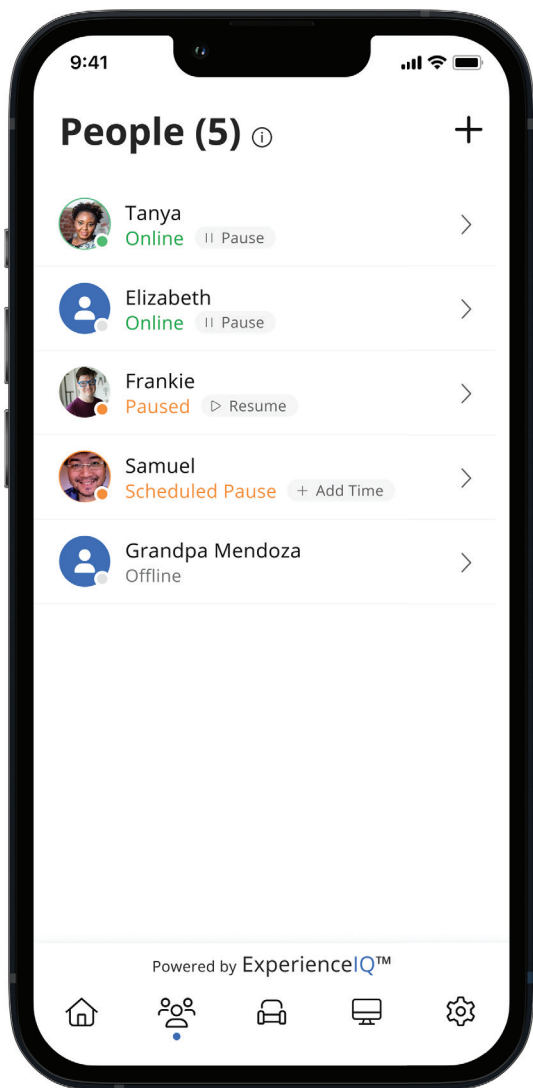 9:41
People (5)
Tanya
Online Pause
Elizabeth
Online Pause
Frankie
Paused Resume
Samuel
Scheduled Pause + Add Time
Grandpa Mendoza
Offline
Powered by ExperienceIQ™